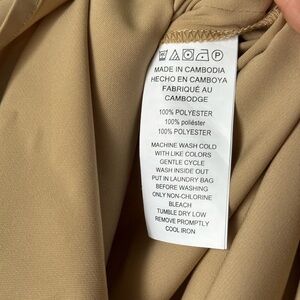 MADE IN CAMBODIA
HECHO EN CAMBOYA
FABRIQUÉ AU
CAMBODGE
100% POLYESTER
100% poliéster
100% POLYESTER
MACHINE WASH COLD
WITH LIKE COLORS
GENTLE CYCLE
WASH INSIDE OUT
PUT IN LAUNDRY BAG
BEFORE WASHING
ONLY NON-CHLORINE
BLEACH
TUMBLE DRY LOW
REMOVE PROMPTLY
COOL IRON